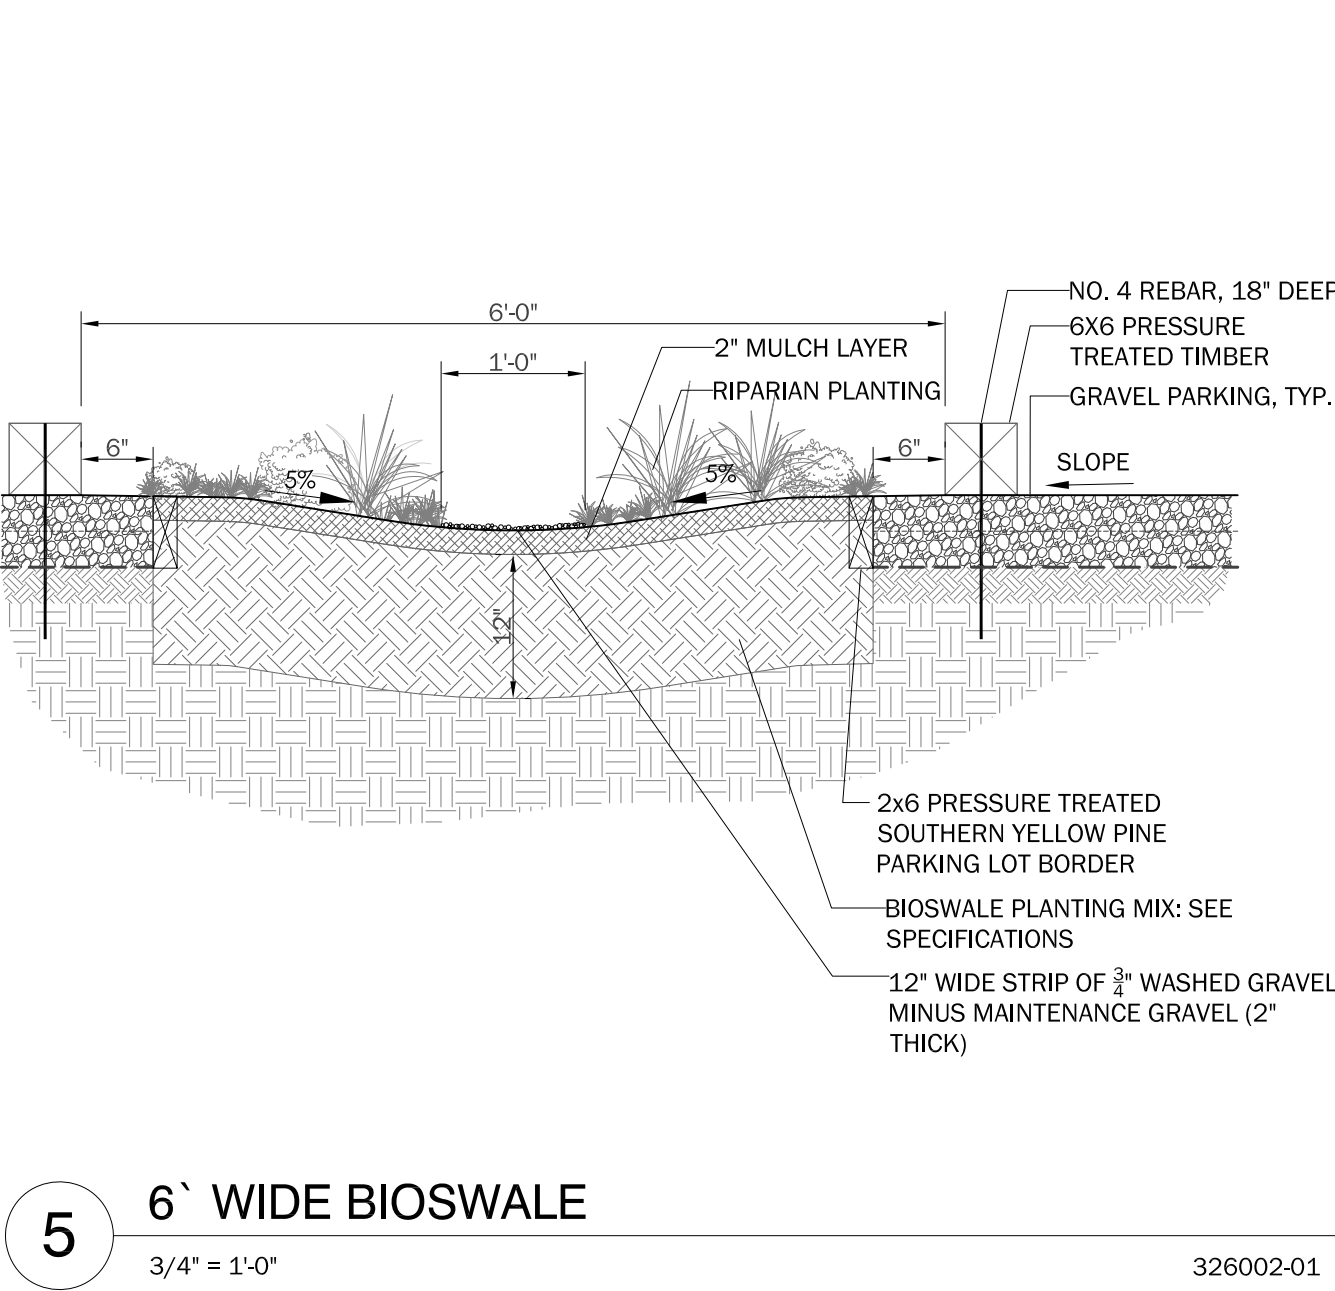 NO. 4 REBAR, 18" DEEP
6'-0"
6X6 PRESSURE
TREATED TIMBER
2" MULCH LAYER
1'-0"
RIPARIAN PLANTING
GRAVEL PARKING, TYP.
6"
6"
SLOPE
5%
5%
12"
2x6 PRESSURE TREATED
SOUTHERN YELLOW PINE
PARKING LOT BORDER
BIOSWALE PLANTING MIX: SEE
SPECIFICATIONS
12" WIDE STRIP OF 3/4" WASHED GRAVEL
MINUS MAINTENANCE GRAVEL (2"
THICK)
5
6` WIDE BIOSWALE
3/4" = 1'-0"
326002-01